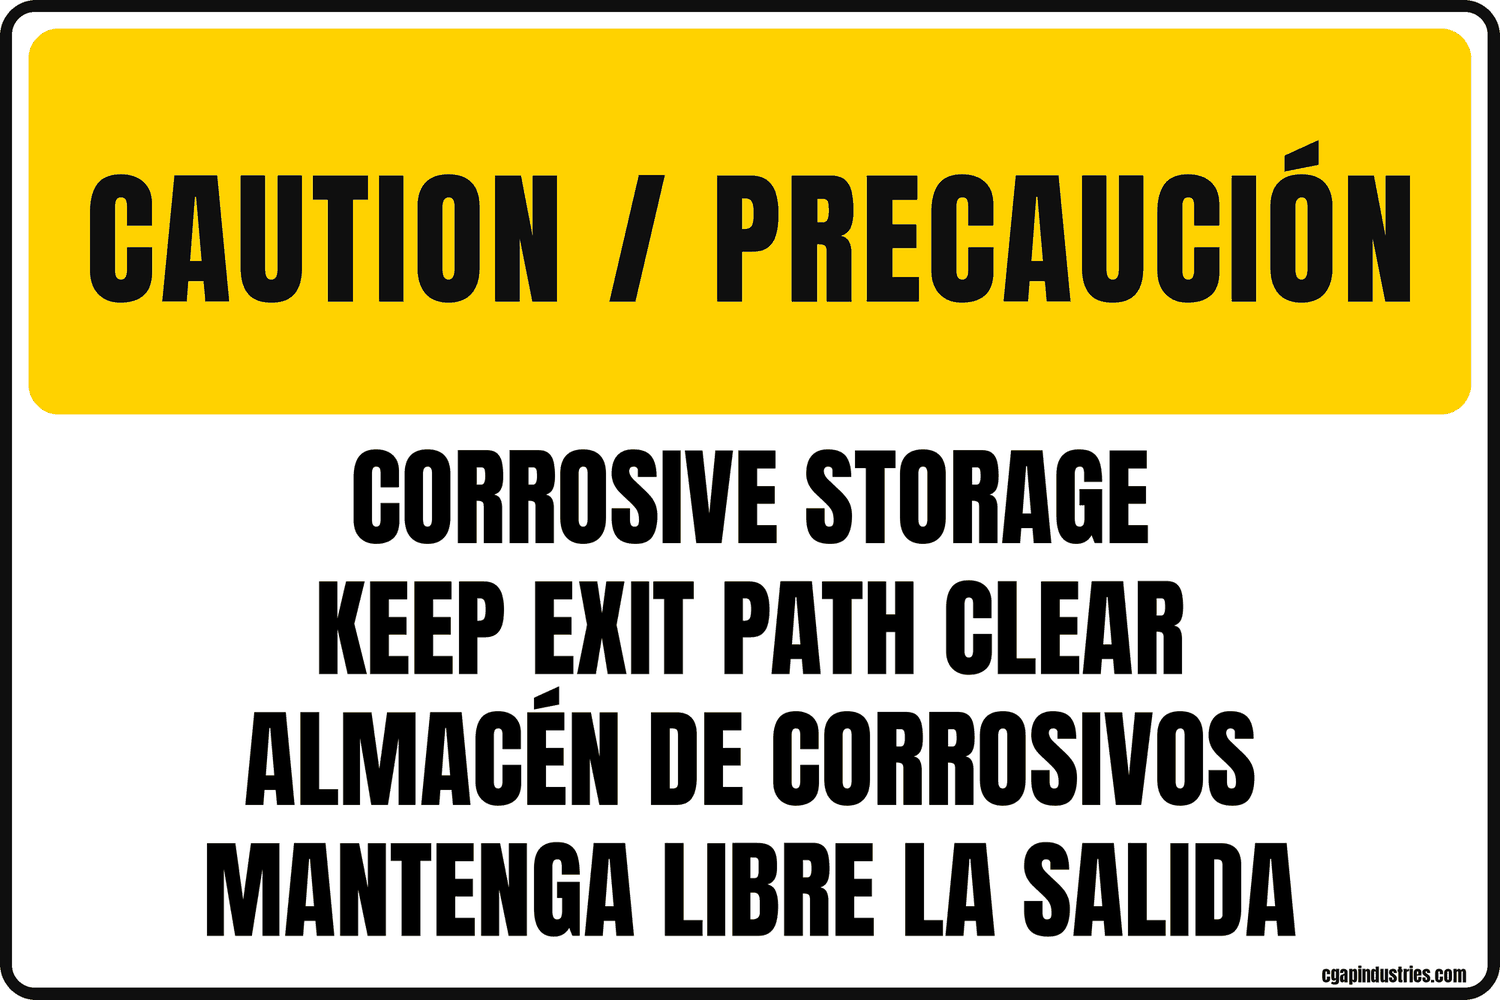 CAUTION / PRECAUCIÓN
CORROSIVE STORAGE
KEEP EXIT PATH CLEAR
ALMACÉN DE CORROSIVOS
MANTENGA LIBRE LA SALIDA
cgapindustries.com